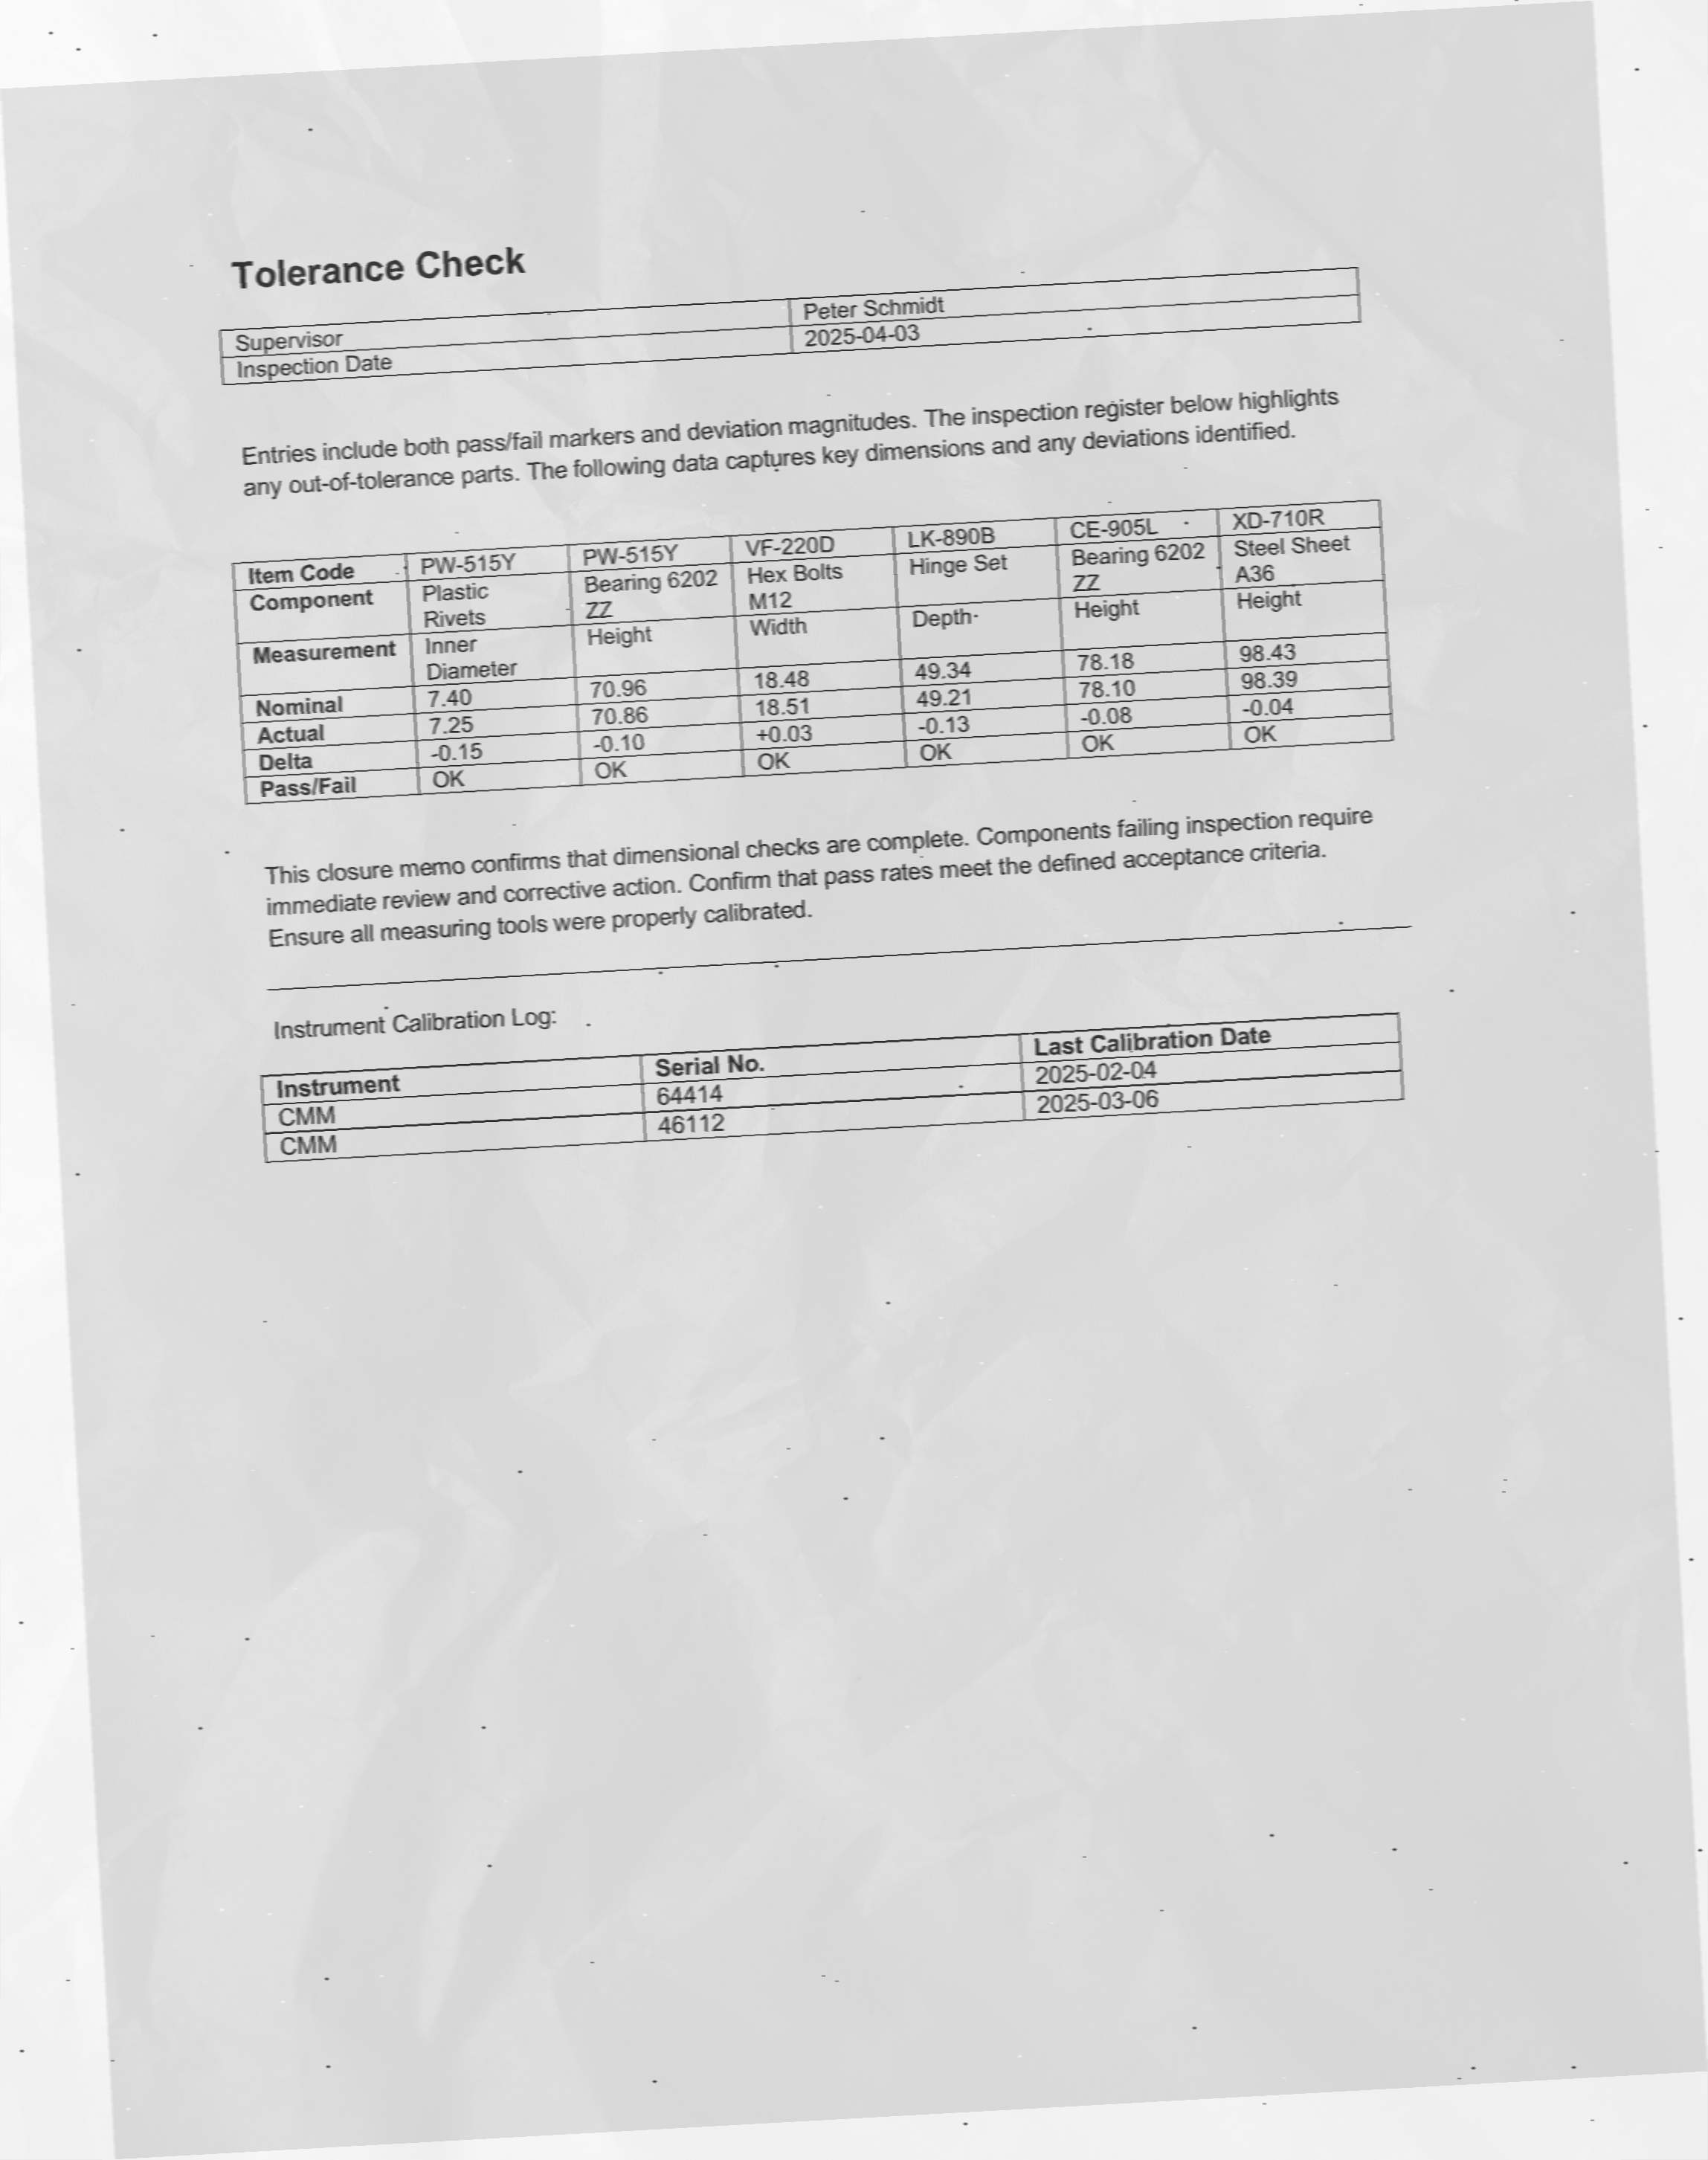 Tolerance Check
Supervisor Peter Schmidt
Inspection Date 2025-04-03
Entries include both pass/fail markers and deviation magnitudes. The inspection register below highlights
any out-of-tolerance parts. The following data captures key dimensions and any deviations identified.
Item Code PW-515Y PW-515Y VF-220D LK-890B CE-905L XD-710R
Component Plastic Rivets Bearing 6202 ZZ Hex Bolts M12 Hinge Set Bearing 6202 ZZ Steel Sheet A36
Measurement Inner Diameter Height Width Depth Height Height
Nominal 7.40 70.96 18.48 49.34 78.18 98.43
Actual 7.25 70.86 18.51 49.21 78.10 98.39
Delta -0.15 -0.10 +0.03 -0.13 -0.08 -0.04
Pass/Fail OK OK OK OK OK OK
This closure memo confirms that dimensional checks are complete. Components failing inspection require
immediate review and corrective action. Confirm that pass rates meet the defined acceptance criteria.
Ensure all measuring tools were properly calibrated.
Instrument Calibration Log:
Instrument Serial No. Last Calibration Date
CMM 64414 2025-02-04
CMM 46112 2025-03-06